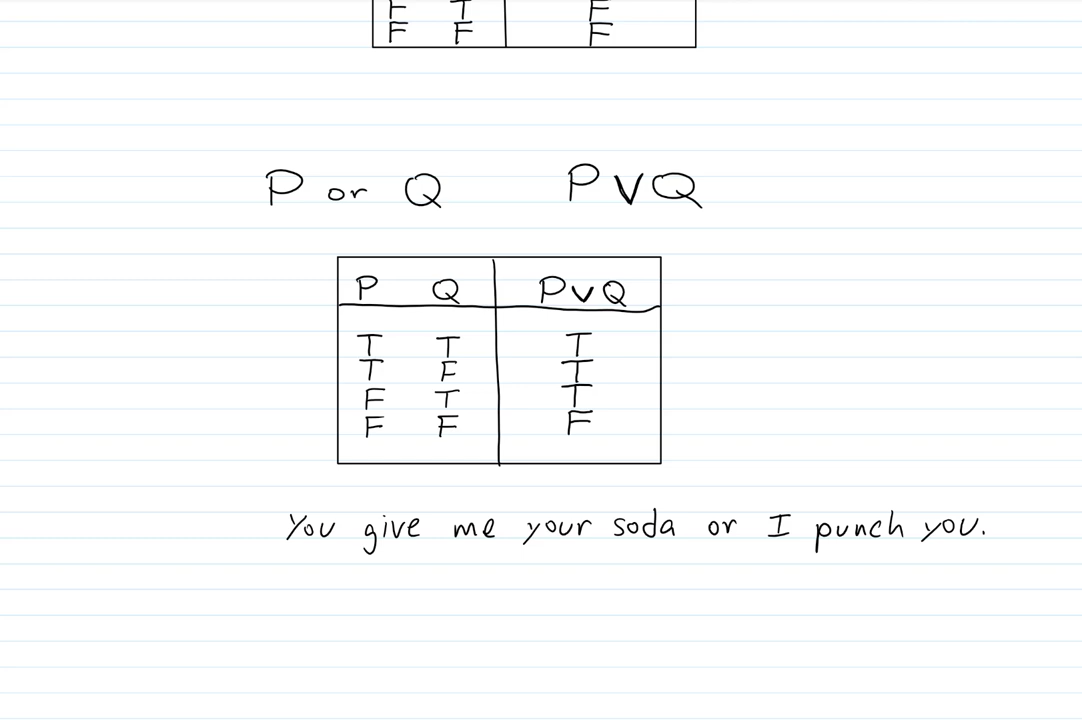 F T F
F F F
P or Q P∨Q
P Q P∨Q
T T T
T F T
F T T
F F F
You give me your soda or I punch you.